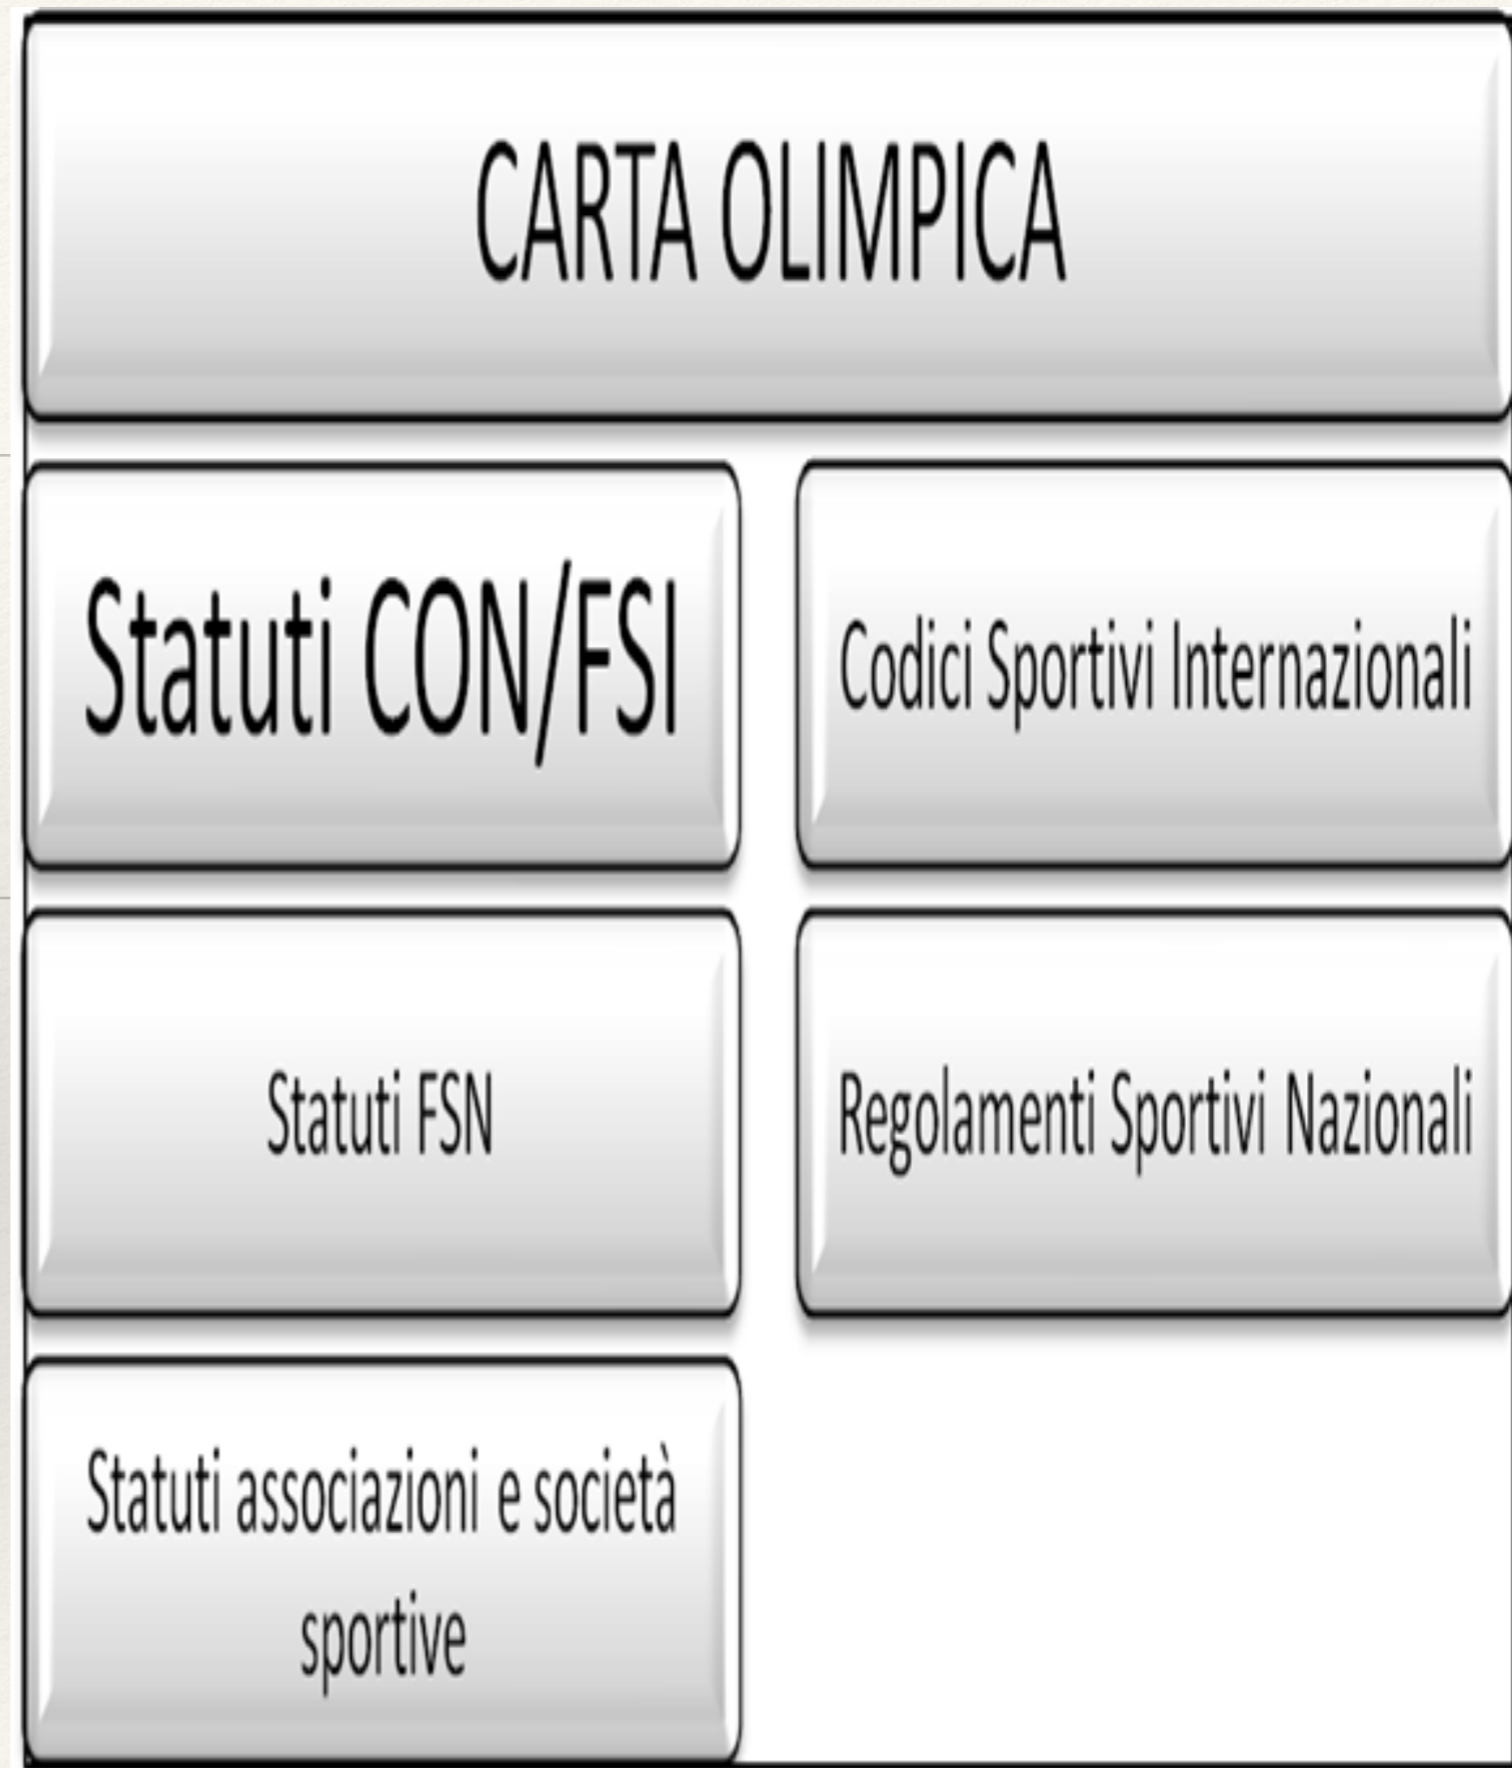 CARTA OLIMPICA
Statuti CON/FSI
Codici Sportivi Internazionali
Statuti FSN
Regolamenti Sportivi Nazionali
Statuti associazioni e società
sportive